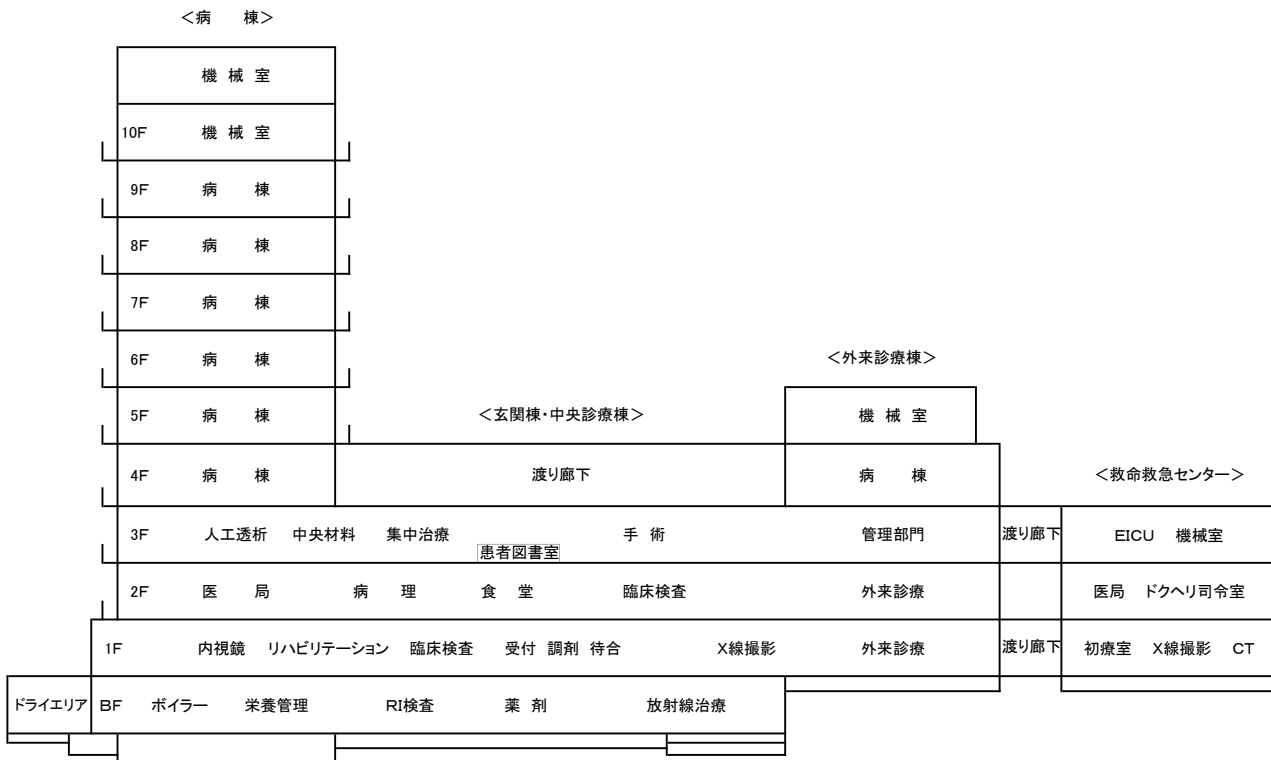 ＜病　棟＞
機 械 室
10F 機 械 室
9F 病　棟
8F 病　棟
7F 病　棟
6F 病　棟
＜外来診療棟＞
5F 病　棟 ＜玄関棟・中央診療棟＞ 機 械 室
4F 病　棟 渡り廊下 病　棟 ＜救命救急センター＞
3F 人工透析 中央材料 集中治療 手 術 管理部門 渡り廊下 EICU 機械室
患者図書室
2F 医　局 病　理 食 堂 臨床検査 外来診療 医局 ドクヘリ司令室
1F 内視鏡 リハビリテーション 臨床検査 受付 調剤 待合 X線撮影 外来診療 渡り廊下 初療室 X線撮影 CT
ドライエリア BF ボイラー 栄養管理 RI検査 薬 剤 放射線治療